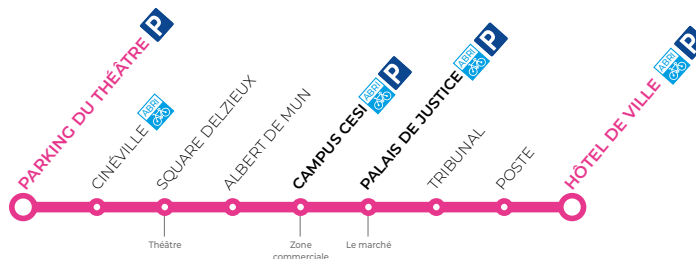 PARKING DU THÉÂTRE P
CINÉVILLE ABRI
SQUARE DELZIEUX
ALBERT DE MUN
CAMPUS CESI ABRI P
PALAIS DE JUSTICE ABRI P
TRIBUNAL
POSTE
HÔTEL DE VILLE ABRI P
Théâtre
Zone
commerciale
Le marché